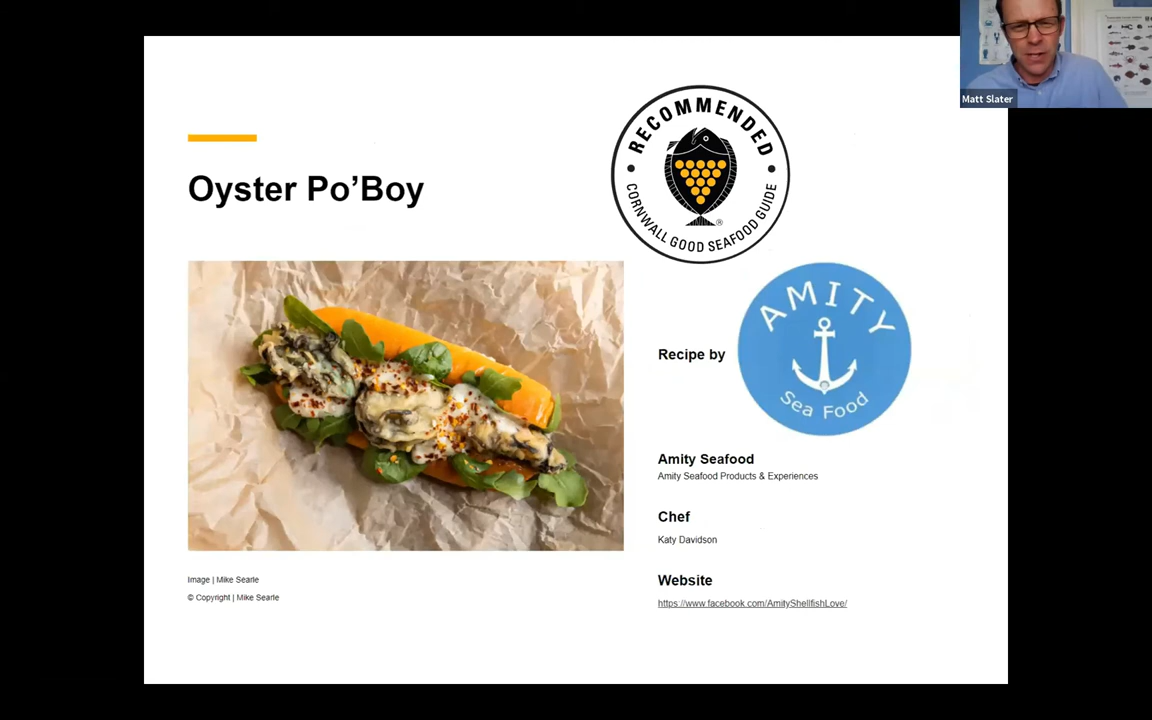 Matt Slater
RECOMMENDED
CORNWALL GOOD SEAFOOD GUIDE
®
Oyster Po’Boy
AMITY
Sea Food
Recipe by
Amity Seafood
Amity Seafood Products & Experiences
Chef
Katy Davidson
Website
https://www.facebook.com/AmityShellfishLove/
Image | Mike Searle
© Copyright | Mike Searle